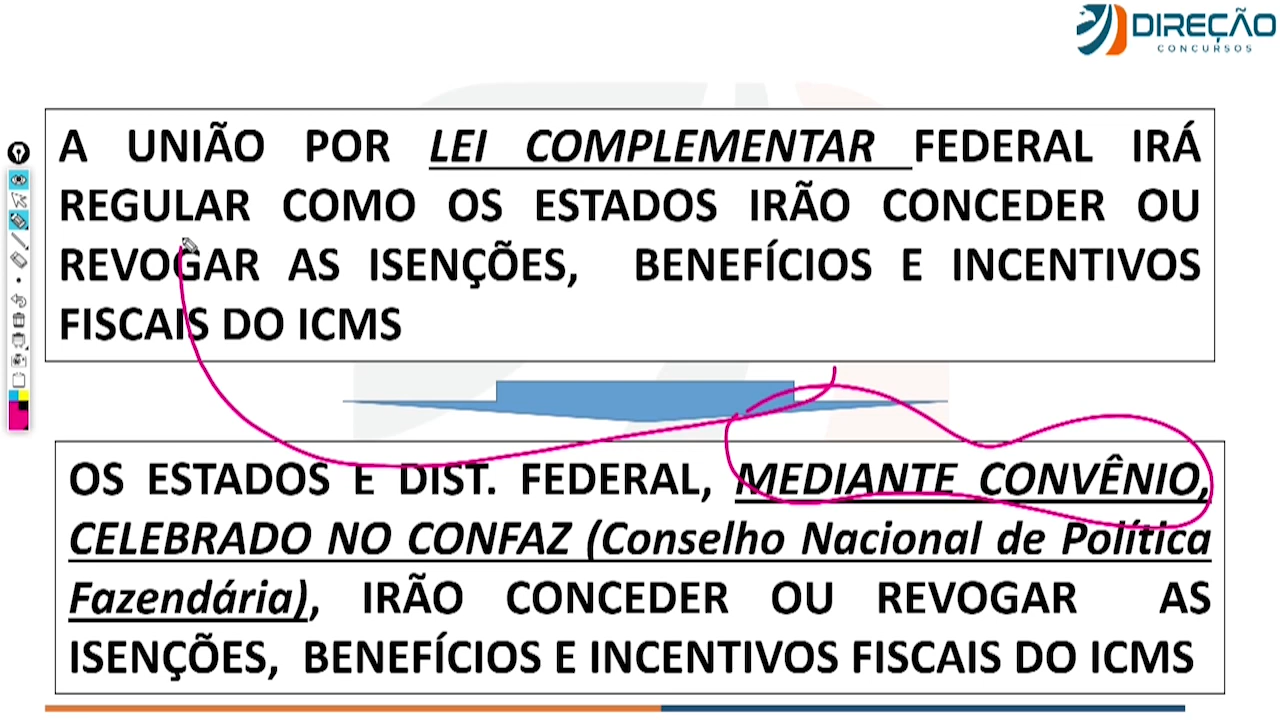 DIREÇÃO
CONCURSOS
A UNIÃO POR LEI COMPLEMENTAR FEDERAL IRÁ
REGULAR COMO OS ESTADOS IRÃO CONCEDER OU
REVOGAR AS ISENÇÕES, BENEFÍCIOS E INCENTIVOS
FISCAIS DO ICMS
OS ESTADOS E DIST. FEDERAL, MEDIANTE CONVÊNIO,
CELEBRADO NO CONFAZ (Conselho Nacional de Política
Fazendária), IRÃO CONCEDER OU REVOGAR AS
ISENÇÕES, BENEFÍCIOS E INCENTIVOS FISCAIS DO ICMS